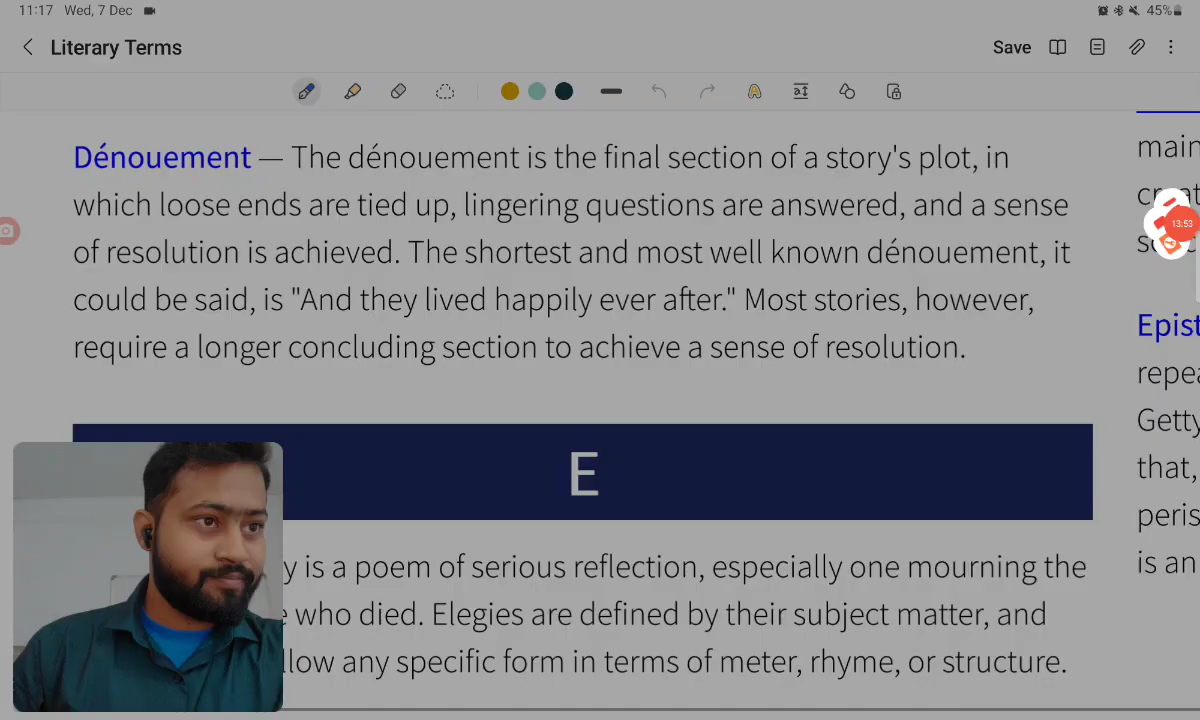 11:17 Wed, 7 Dec
45%
Literary Terms
Save
Dénouement — The dénouement is the final section of a story's plot, in
which loose ends are tied up, lingering questions are answered, and a sense
of resolution is achieved. The shortest and most well known dénouement, it
could be said, is "And they lived happily ever after." Most stories, however,
require a longer concluding section to achieve a sense of resolution.
E
y is a poem of serious reflection, especially one mourning the
who died. Elegies are defined by their subject matter, and
llow any specific form in terms of meter, rhyme, or structure.
main
13:53
Epist
repea
Getty
that,
peris
is an